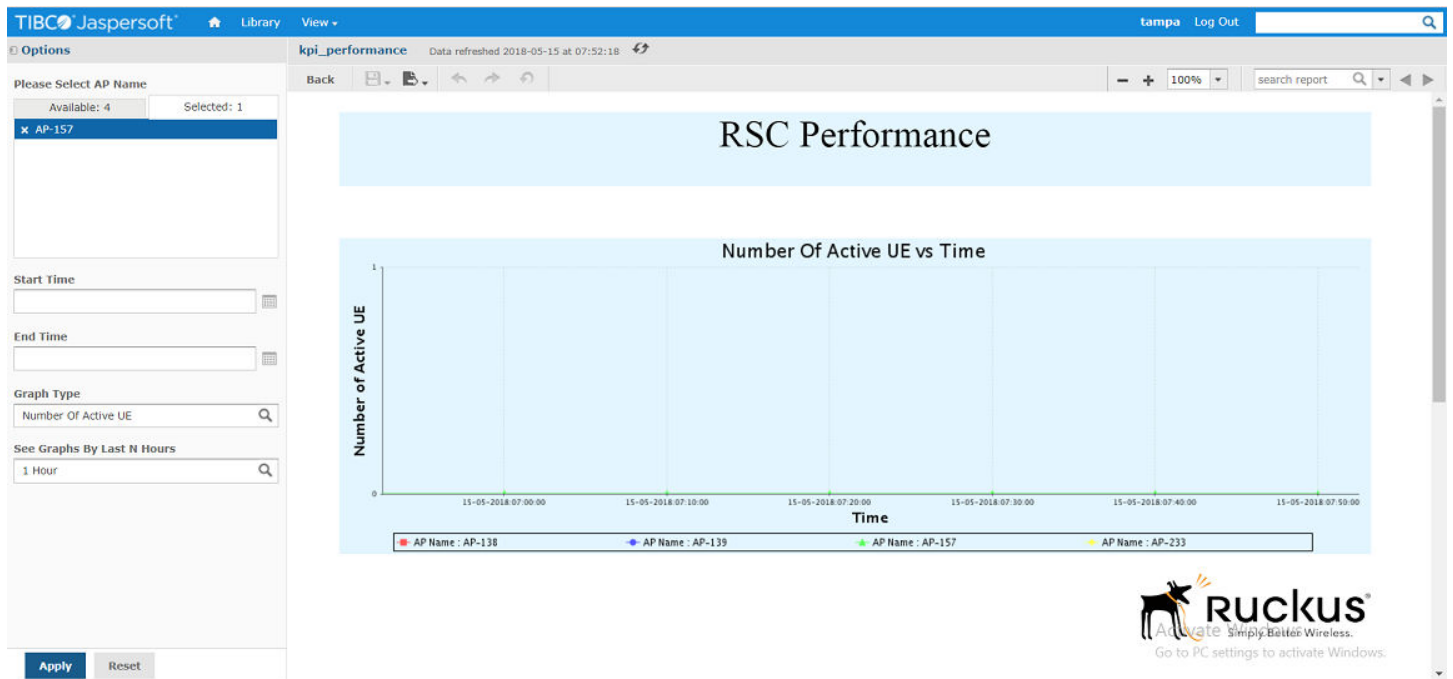 TIBCO Jaspersoft® Library View tampa Log Out
Options
kpi_performance Data refreshed 2018-05-15 at 07:52:18
Back 100% search report
Please Select AP Name
Available: 4 Selected: 1
x AP-157
Start Time
End Time
Graph Type
Number Of Active UE
See Graphs By Last N Hours
1 Hour
Apply Reset
RSC Performance
Number Of Active UE vs Time
1
Number of Active UE
0
15-05-2018:07:00:00 15-05-2018:07:10:00 15-05-2018:07:20:00 15-05-2018:07:30:00 15-05-2018:07:40:00 15-05-2018:07:50:00
Time
AP Name : AP-138 AP Name : AP-139 AP Name : AP-157 AP Name : AP-233
Ruckus®
Simply Better Wireless.
Activate Windows
Go to PC settings to activate Windows.